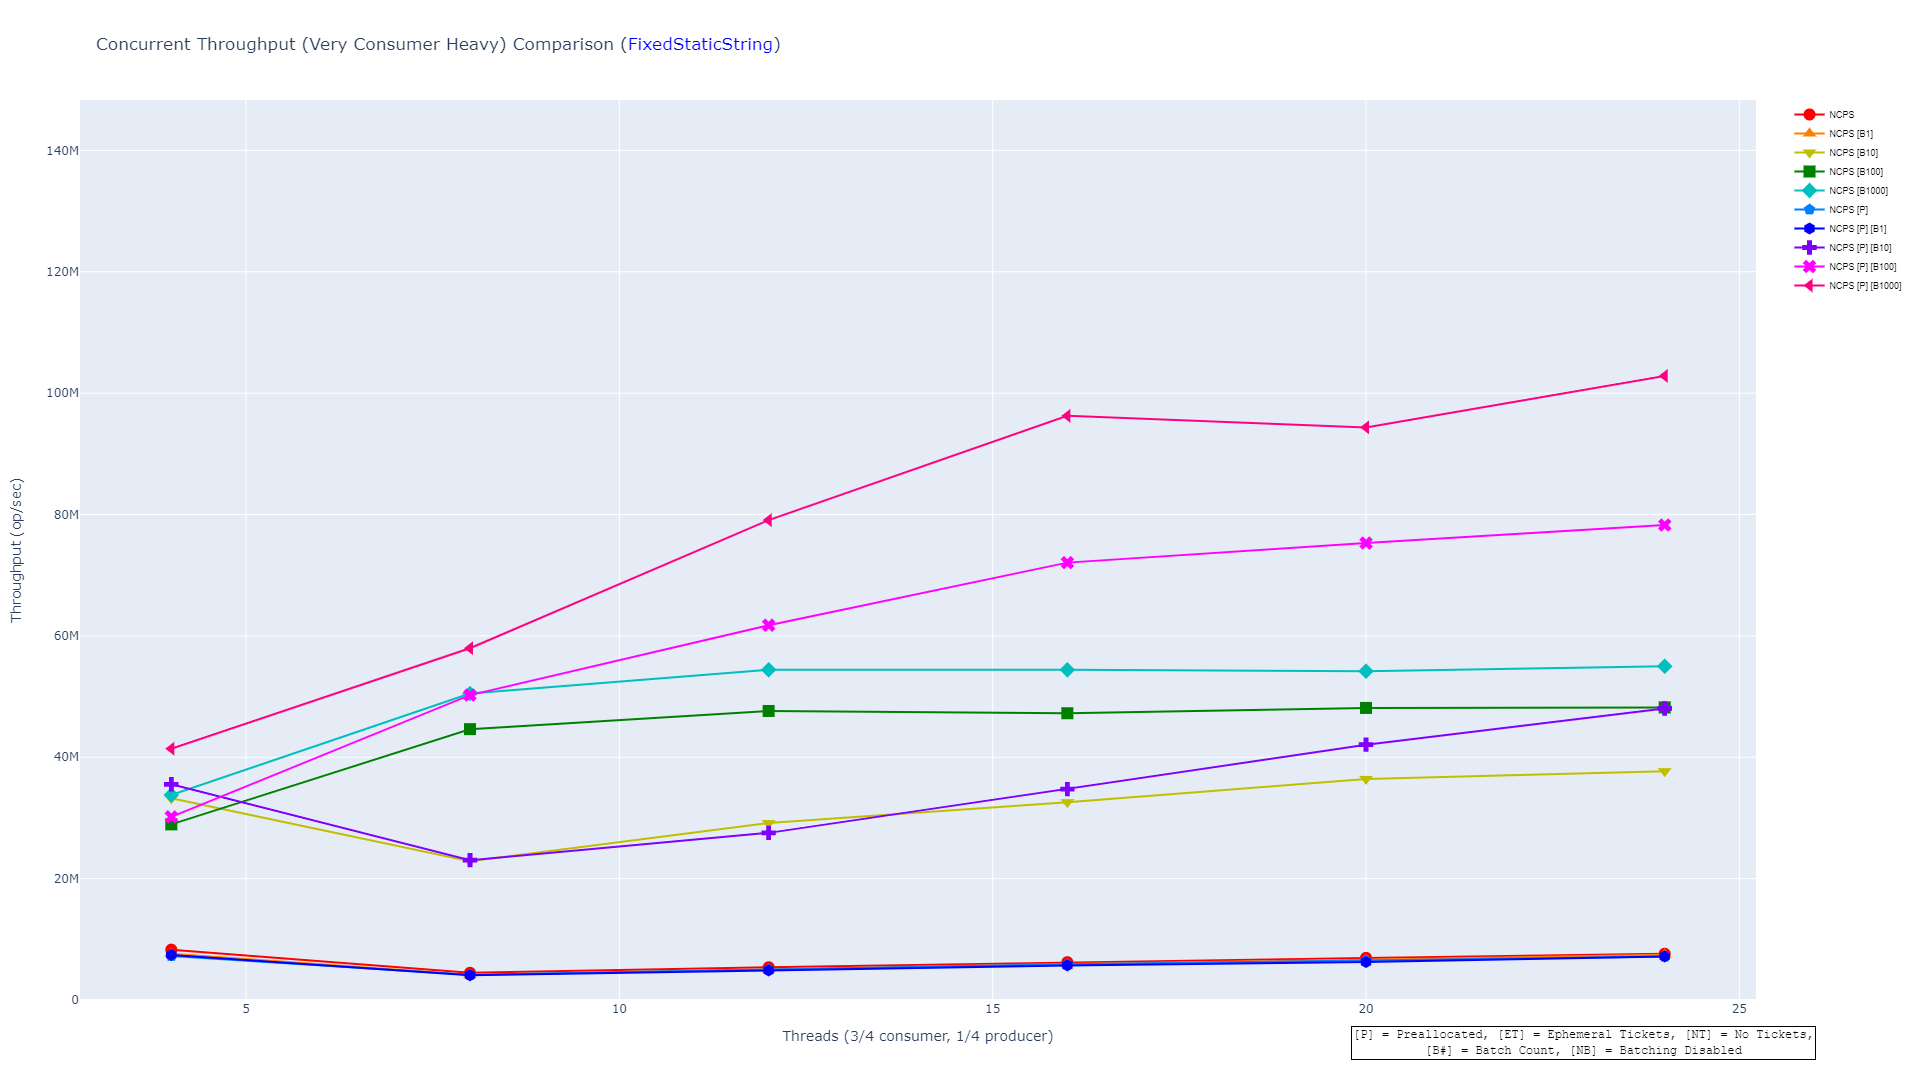 Concurrent Throughput (Very Consumer Heavy) Comparison (FixedStaticString)
NCPS
NCPS [B1]
NCPS [B10]
NCPS [B100]
NCPS [B1000]
NCPS [P]
NCPS [P] [B1]
NCPS [P] [B10]
NCPS [P] [B100]
NCPS [P] [B1000]
Throughput (op/sec)
140M
120M
100M
80M
60M
40M
20M
0
5
10
15
20
25
Threads (3/4 consumer, 1/4 producer)
[P] = Preallocated, [ET] = Ephemeral Tickets, [NT] = No Tickets,
[B#] = Batch Count, [NB] = Batching Disabled